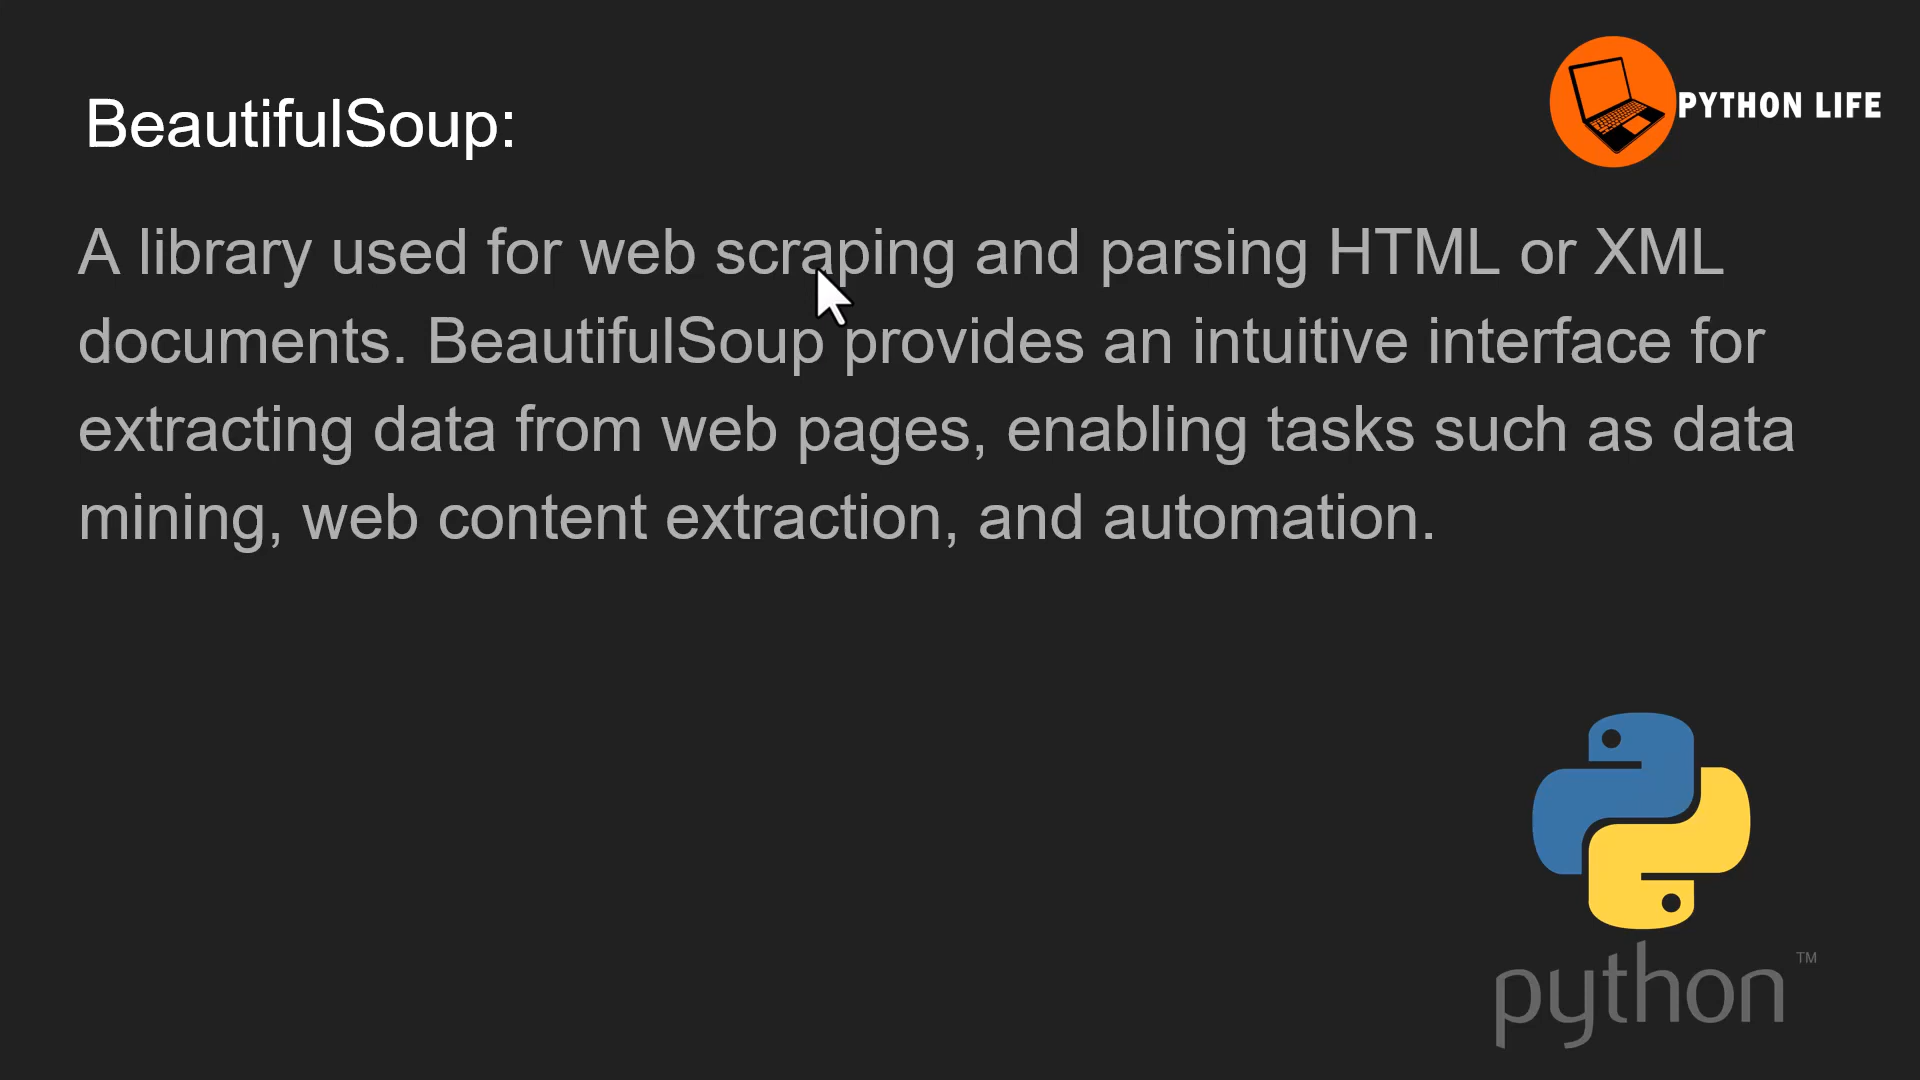 BeautifulSoup:
PYTHON LIFE
A library used for web scraping and parsing HTML or XML
documents. BeautifulSoup provides an intuitive interface for
extracting data from web pages, enabling tasks such as data
mining, web content extraction, and automation.
python TM